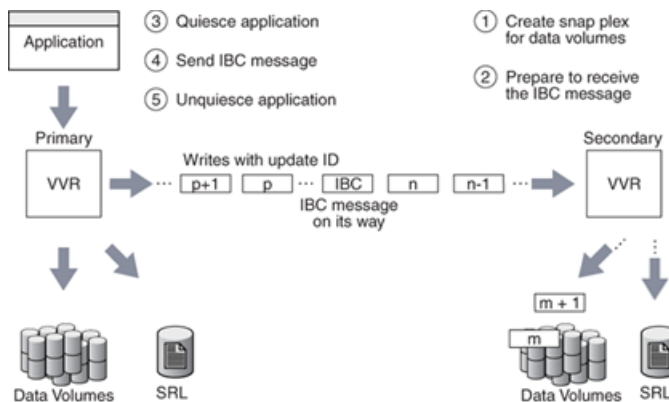 ③ Quiesce application
① Create snap plex
for data volumes
Application
④ Send IBC message
② Prepare to receive
the IBC message
⑤ Unquiesce application
Primary
Secondary
VVR
Writes with update ID
VVR
... p+1 p ... IBC n n-1 ...
IBC message
on its way
m + 1
m
Data Volumes
SRL
Data Volumes
SRL